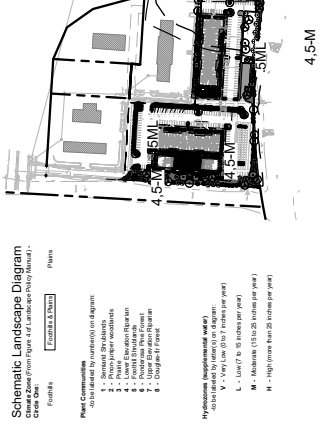 Schematic Landscape Diagram
Climate Zone (From Figure 4 of Landscape Policy Manual) -
Circle One:
Foothills Foothills & Plains Plains
Plant Communities
-to be labeled by number(s) on diagram:
1 - Semiarid Shrublands
2 - Pinon-juniper woodlands
3 - Prairie
4 - Lower Elevation Riparian
5 - Foothill Shrublands
6 - Ponderosa Pine Forest
7 - Upper Elevation Riparian
8 - Douglas-fir Forest
Hydrozones (supplemental water)
-to be labeled by letter(s) on diagram:
V - Very Low (0 to 7 inches per year)
L - Low (7 to 15 inches per year)
M - Moderate (15 to 25 inches per year)
H - High (more than 25 inches per year)
4,5-M
5ML
4,5-M
5ML
4,5-M